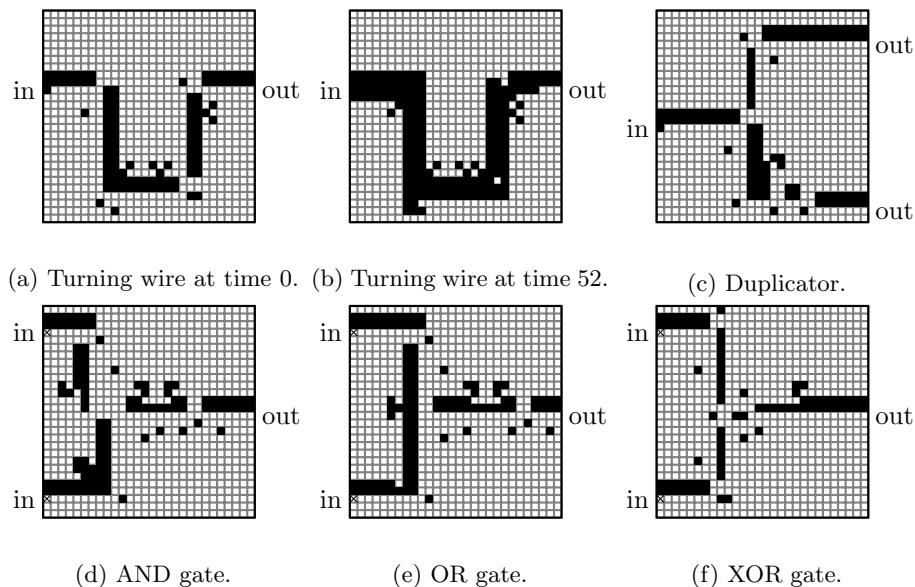 in out in out in out out
(a) Turning wire at time 0. (b) Turning wire at time 52. (c) Duplicator.
in in in
out out out
in in in
(d) AND gate. (e) OR gate. (f) XOR gate.